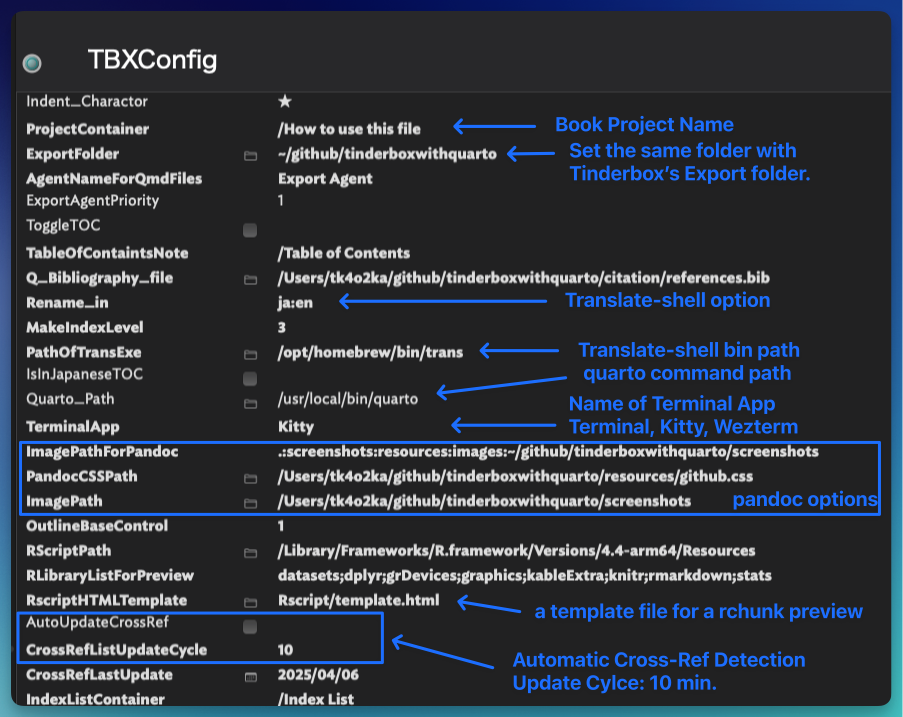 TBXConfig
Indent_Charactor ★
ProjectContainer /How to use this file Book Project Name
ExportFolder ~/github/tinderboxwithquarto Set the same folder with
Tinderbox's Export folder.
AgentNameForQmdFiles Export Agent
ExportAgentPriority 1
ToggleTOC
TableOfContaintsNote /Table of Contents
Q_Bibliography_file /Users/tk4o2ka/github/tinderboxwithquarto/citation/references.bib
Rename_in ja:en Translate-shell option
MakeIndexLevel 3
PathOfTransExe /opt/homebrew/bin/trans Translate-shell bin path
IsInJapaneseTOC quarto command path
Quarto_Path /usr/local/bin/quarto
Name of Terminal App
TerminalApp Kitty Terminal, Kitty, Wezterm
ImagePathForPandoc .:screenshots:resources:images:~/github/tinderboxwithquarto/screenshots
PandocCSSPath /Users/tk4o2ka/github/tinderboxwithquarto/resources/github.css
ImagePath /Users/tk4o2ka/github/tinderboxwithquarto/screenshots pandoc options
OutlineBaseControl 1
RScriptPath /Library/Frameworks/R.framework/Versions/4.4-arm64/Resources
RLibraryListForPreview datasets;dplyr;grDevices;graphics;kableExtra;knitr;rmarkdown;stats
RscriptHTMLTemplate Rscript/template.html a template file for a rchunk preview
AutoUpdateCrossRef
CrossRefListUpdateCycle 10 Automatic Cross-Ref Detection
CrossRefLastUpdate 2025/04/06 Update Cylce: 10 min.
IndexListContainer /Index List